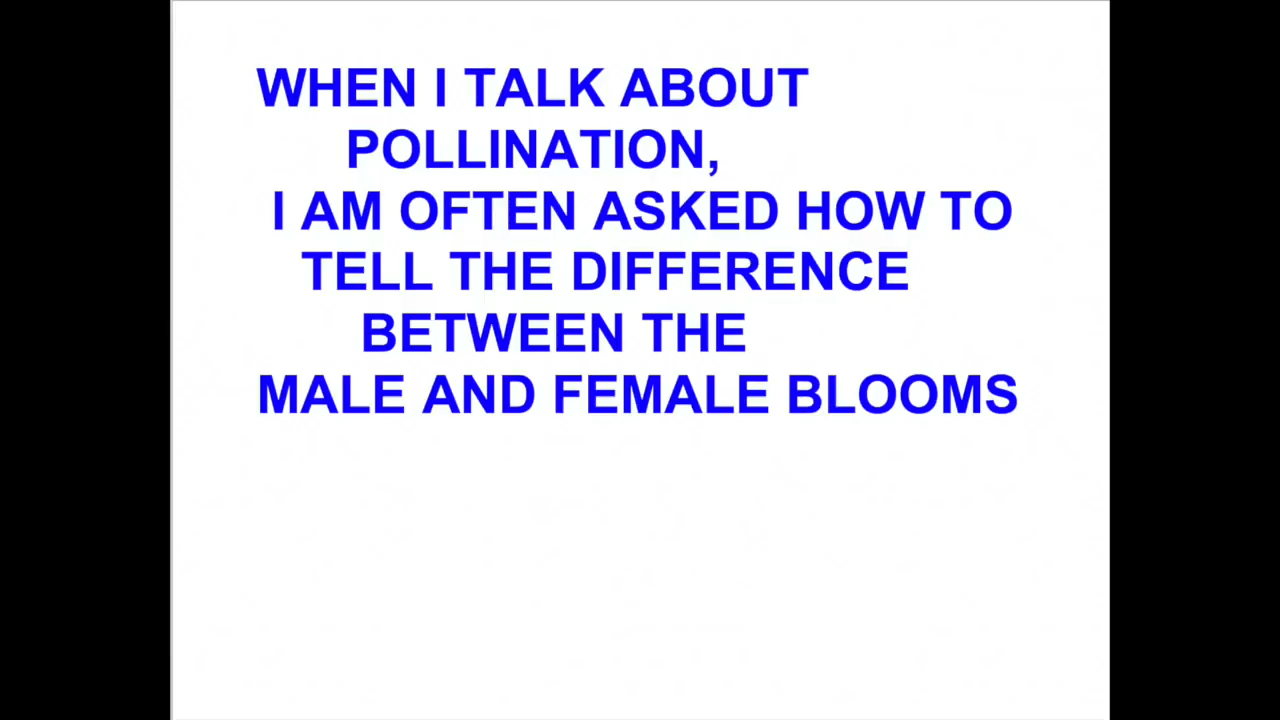 WHEN I TALK ABOUT
POLLINATION,
I AM OFTEN ASKED HOW TO
TELL THE DIFFERENCE
BETWEEN THE
MALE AND FEMALE BLOOMS